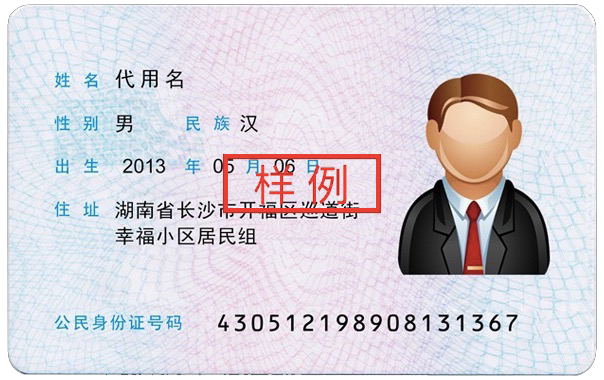 姓名 代用名
性别 男 民族 汉
出生 2013 年 05 月 06 日
样例
住址 湖南省长沙市开福区巡道街
幸福小区居民组
公民身份证号码 430512198908131367